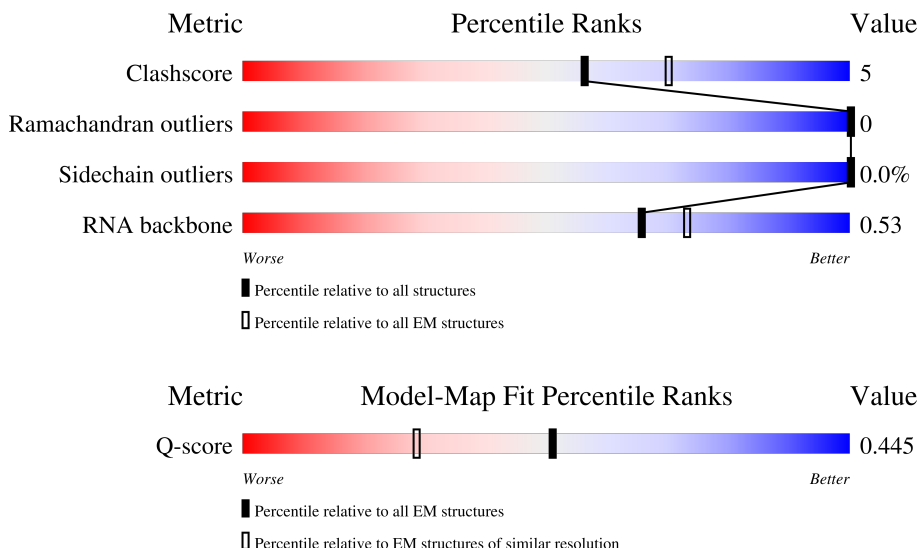 Metric Percentile Ranks Value
Clashscore 5
Ramachandran outliers 0
Sidechain outliers 0.0%
RNA backbone 0.53
Worse Better
Percentile relative to all structures
Percentile relative to all EM structures
Metric Model-Map Fit Percentile Ranks Value
Q-score 0.445
Worse Better
Percentile relative to all EM structures
Percentile relative to EM structures of similar resolution